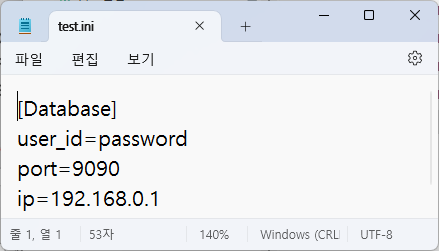 test.ini
파일 편집 보기
[Database]
user_id=password
port=9090
ip=192.168.0.1
줄 1, 열 1 53자 140% Windows (CRL UTF-8